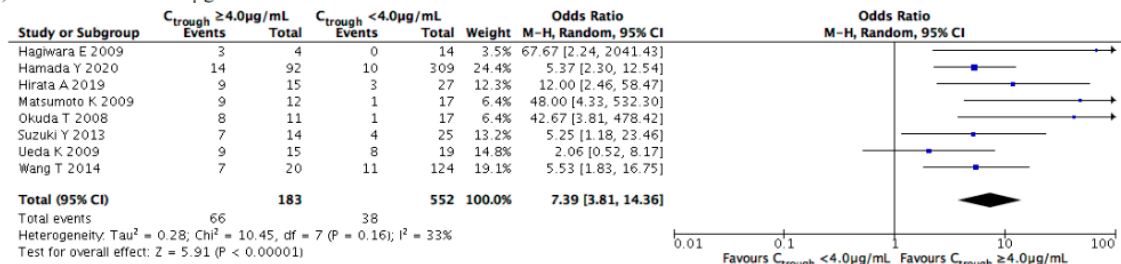 C_trough ≥4.0µg/mL C_trough <4.0µg/mL Odds Ratio Odds Ratio
Study or Subgroup Events Total Events Total Weight M-H, Random, 95% CI M-H, Random, 95% CI
Hagiwara E 2009 3 4 0 14 3.5% 67.67 [2.24, 2041.43]
Hamada Y 2020 14 92 10 309 24.4% 5.37 [2.30, 12.54]
Hirata A 2019 9 15 3 27 12.3% 12.00 [2.46, 58.47]
Matsumoto K 2009 9 12 1 17 6.4% 48.00 [4.33, 532.30]
Okuda T 2008 8 11 1 17 6.4% 42.67 [3.81, 478.42]
Suzuki Y 2013 7 14 4 25 13.2% 5.25 [1.18, 23.46]
Ueda K 2009 9 15 8 19 14.8% 2.06 [0.52, 8.17]
Wang T 2014 7 20 11 124 19.1% 5.53 [1.83, 16.75]
Total (95% CI) 183 552 100.0% 7.39 [3.81, 14.36]
Total events 66 38
Heterogeneity: Tau² = 0.28; Chi² = 10.45, df = 7 (P = 0.16); I² = 33%
Test for overall effect: Z = 5.91 (P < 0.00001)
0.01 0.1 1 10 100
Favours C_trough <4.0µg/mL Favours C_trough ≥4.0µg/mL